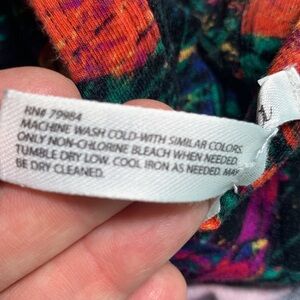 RN# 79984
MACHINE WASH COLD-WITH SIMILAR COLORS.
ONLY NON-CHLORINE BLEACH WHEN NEEDED.
TUMBLE DRY LOW. COOL IRON AS NEEDED. MAY
BE DRY CLEANED.